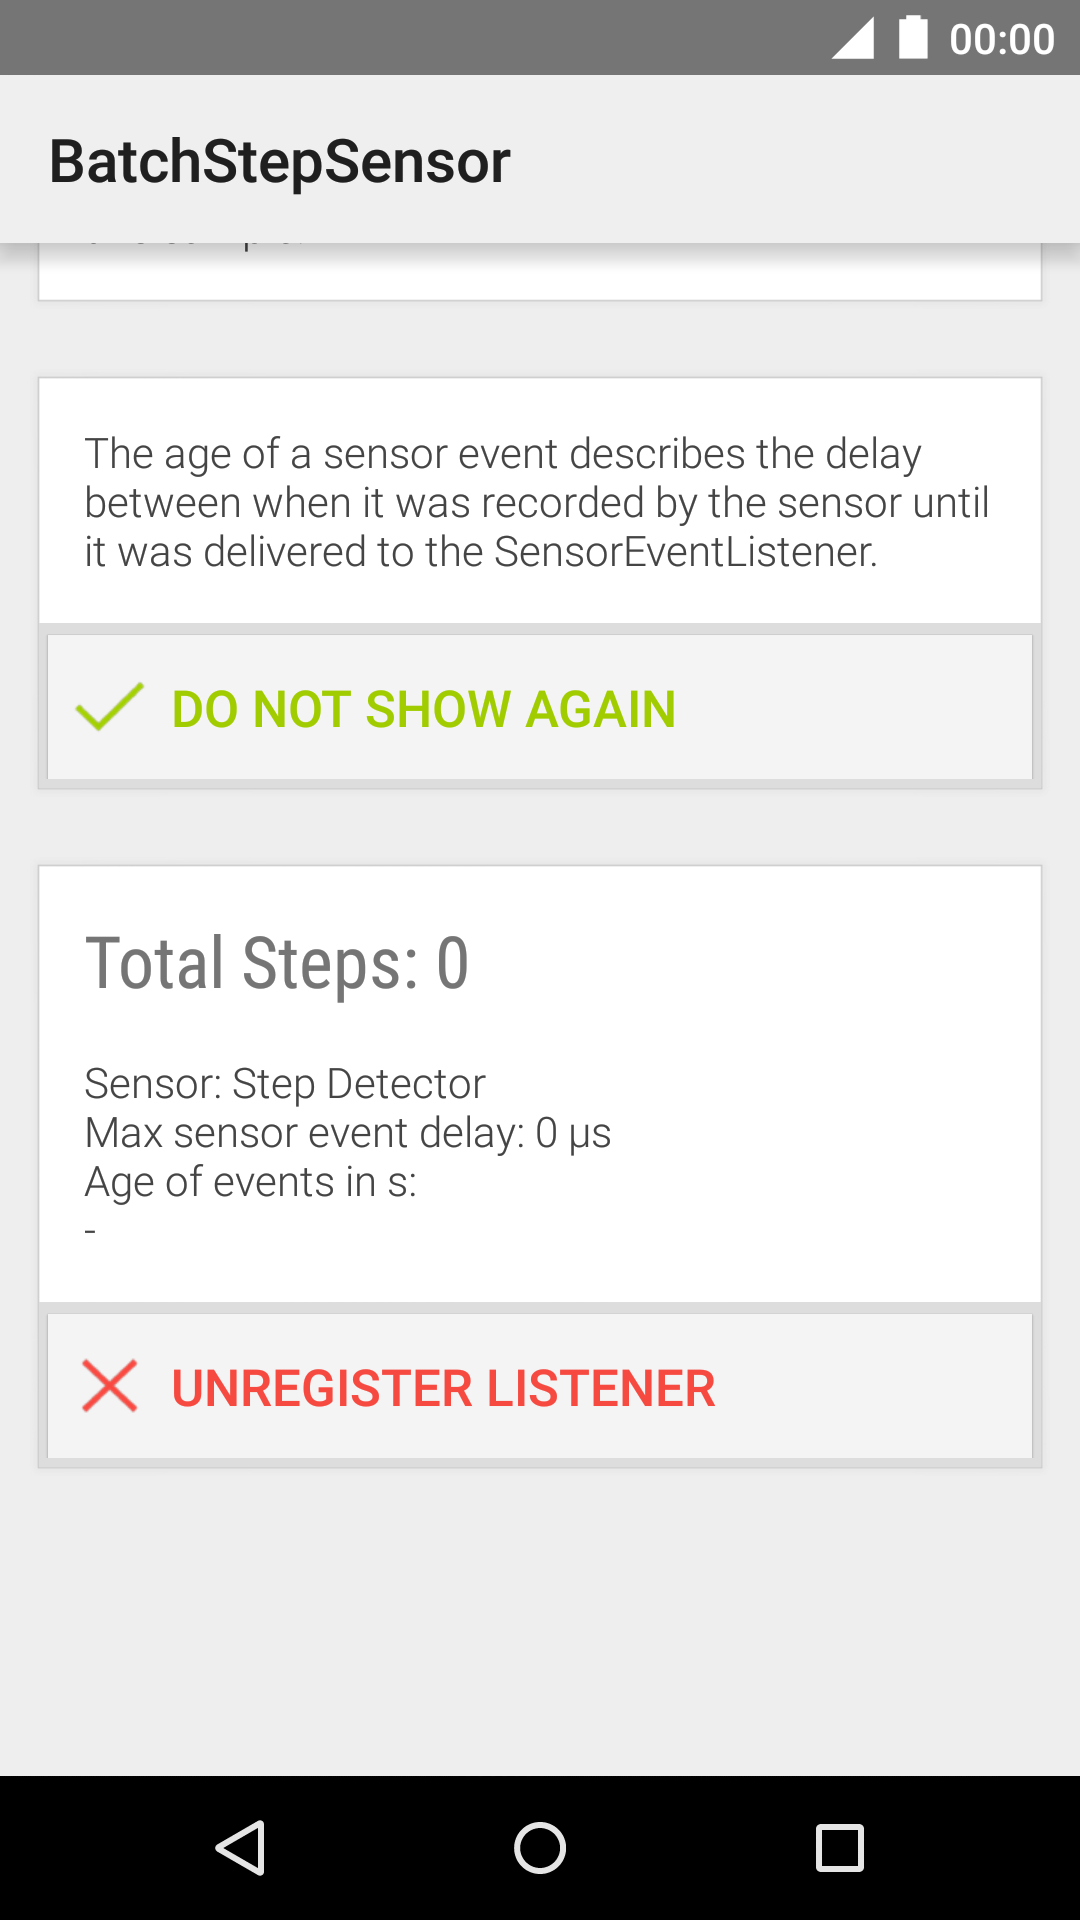 00:00
BatchStepSensor
The age of a sensor event describes the delay
between when it was recorded by the sensor until
it was delivered to the SensorEventListener.
DO NOT SHOW AGAIN
Total Steps: 0
Sensor: Step Detector
Max sensor event delay: 0 µs
Age of events in s:
-
UNREGISTER LISTENER